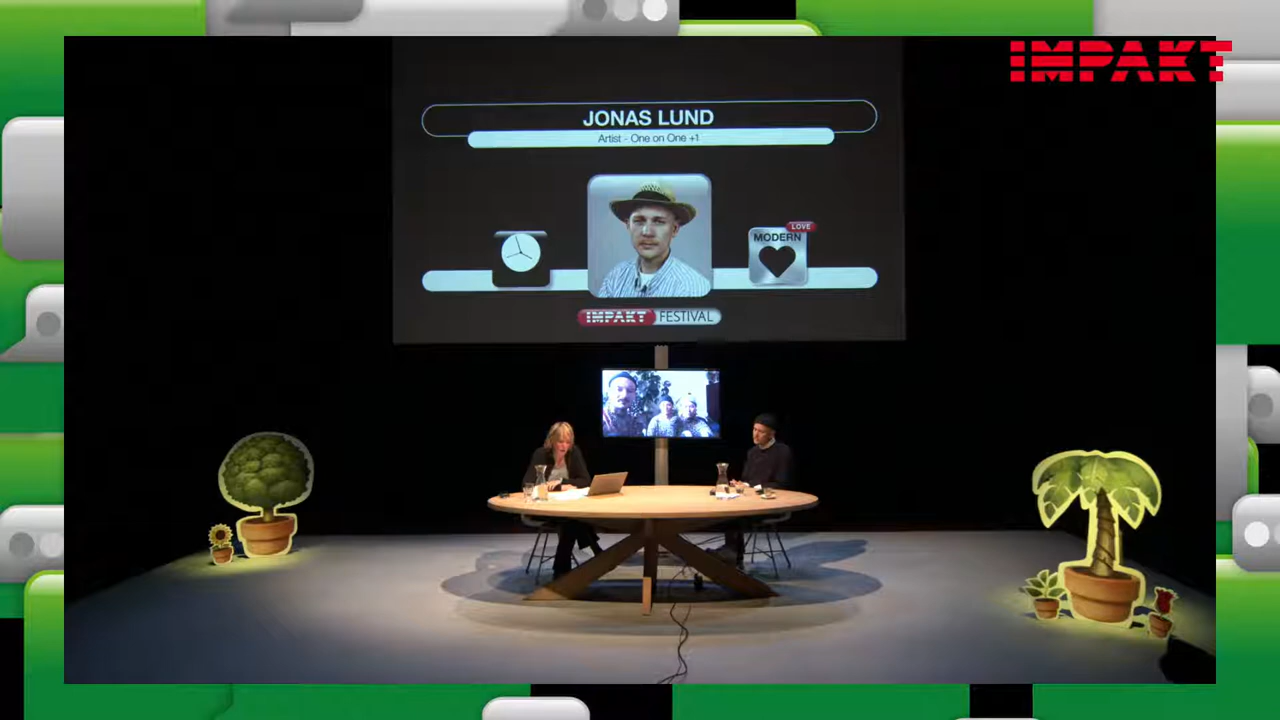 IMPAKT
JONAS LUND
Artist - One on One +1
LOVE
MODERN
IMPAKT FESTIVAL